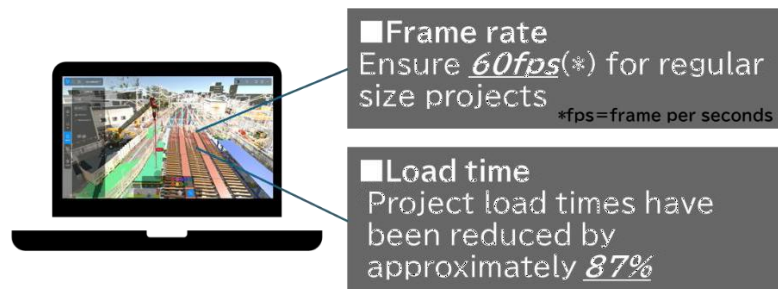 ■Frame rate
Ensure 60fps(*) for regular
size projects
*fps=frame per seconds
■Load time
Project load times have
been reduced by
approximately 87%